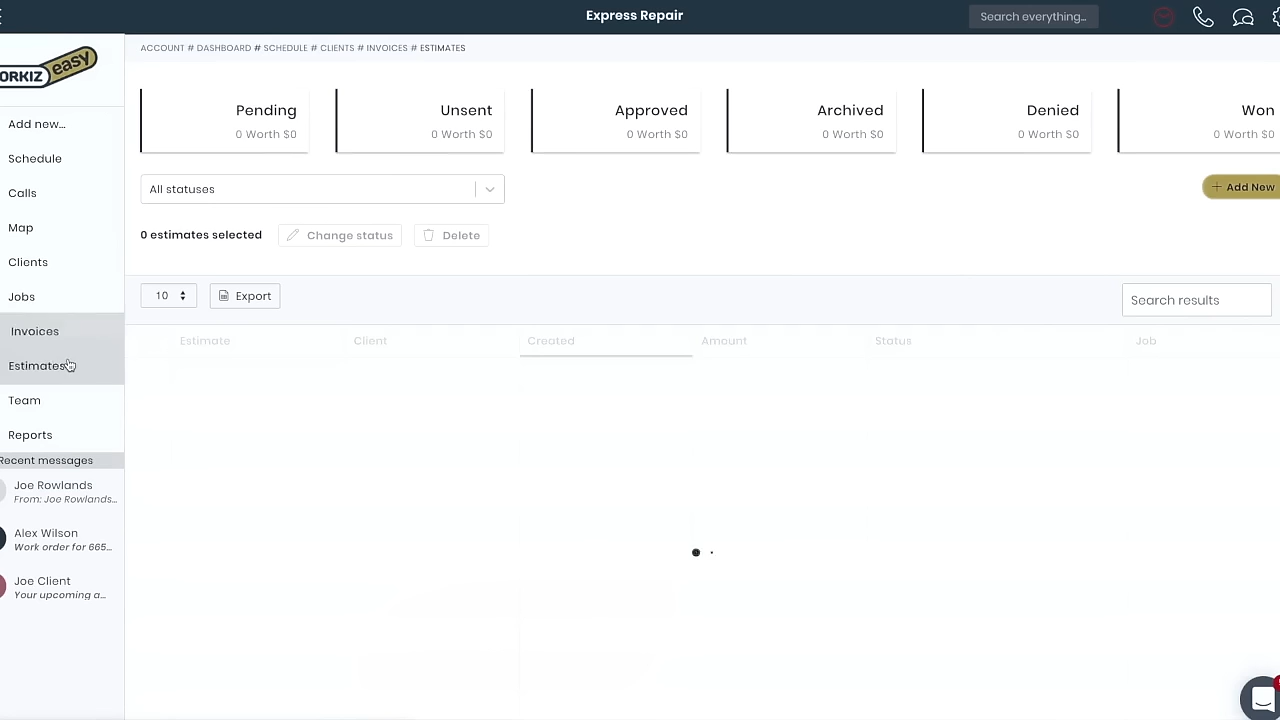 Express Repair
Search everything...
ORKIZ easy
ACCOUNT # DASHBOARD # SCHEDULE # CLIENTS # INVOICES # ESTIMATES
Pending
0 Worth $0
Unsent
0 Worth $0
Approved
0 Worth $0
Archived
0 Worth $0
Denied
0 Worth $0
Won
0 Worth $0
All statuses
+ Add New
0 estimates selected
Change status
Delete
10
Export
Search results
Estimate Client Created Amount Status Job
Add new...
Schedule
Calls
Map
Clients
Jobs
Invoices
Estimates
Team
Reports
Recent messages
Joe Rowlands
From: Joe Rowlands...
Alex Wilson
Work order for 665...
Joe Client
Your upcoming a...